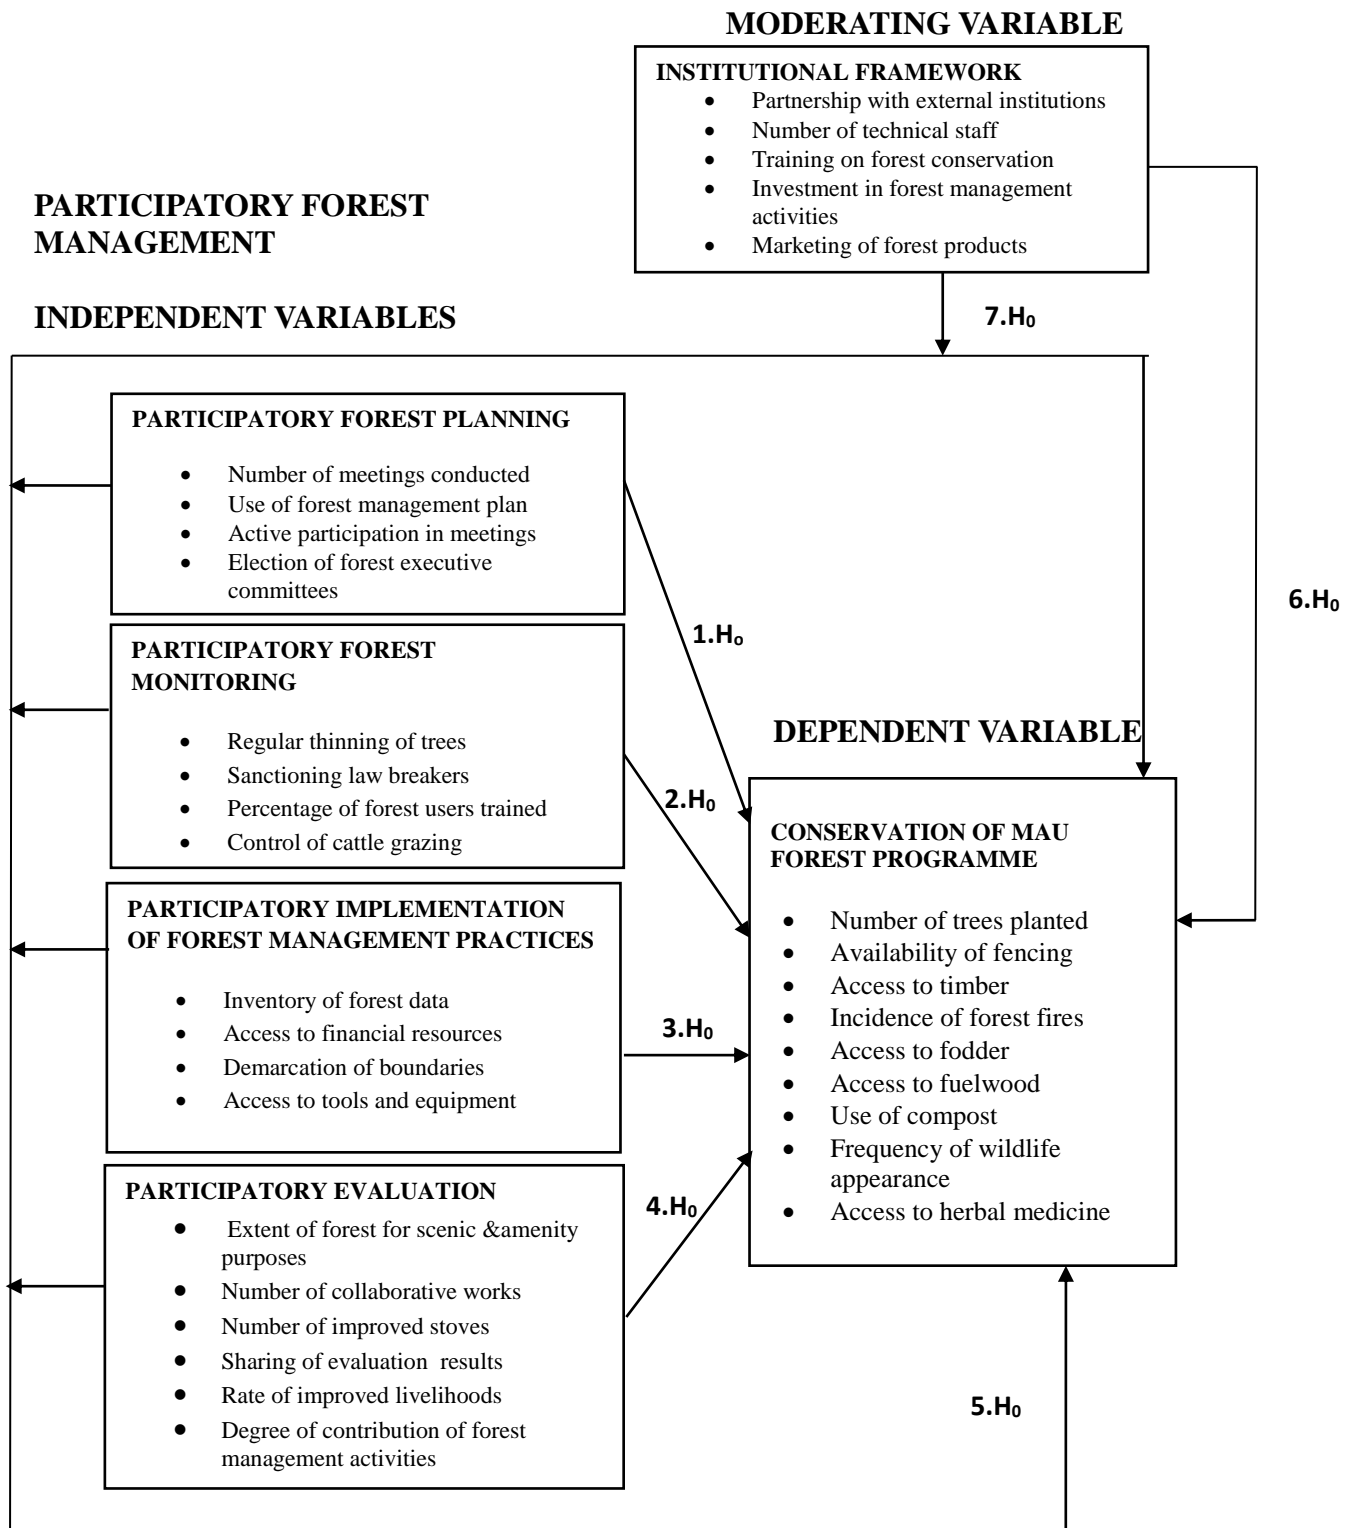 MODERATING VARIABLE
INSTITUTIONAL FRAMEWORK
• Partnership with external institutions
• Number of technical staff
• Training on forest conservation
• Investment in forest management
activities
• Marketing of forest products
PARTICIPATORY FOREST
MANAGEMENT
INDEPENDENT VARIABLES
7.H₀
PARTICIPATORY FOREST PLANNING
• Number of meetings conducted
• Use of forest management plan
• Active participation in meetings
• Election of forest executive
committees
6.H₀
1.Hₒ
PARTICIPATORY FOREST
MONITORING
• Regular thinning of trees
• Sanctioning law breakers
• Percentage of forest users trained
• Control of cattle grazing
2.H₀
DEPENDENT VARIABLE
CONSERVATION OF MAU
FOREST PROGRAMME
• Number of trees planted
• Availability of fencing
• Access to timber
• Incidence of forest fires
• Access to fodder
• Access to fuelwood
• Use of compost
• Frequency of wildlife
appearance
• Access to herbal medicine
PARTICIPATORY IMPLEMENTATION
OF FOREST MANAGEMENT PRACTICES
• Inventory of forest data
• Access to financial resources
• Demarcation of boundaries
• Access to tools and equipment
3.H₀
PARTICIPATORY EVALUATION
• Extent of forest for scenic &amenity
purposes
• Number of collaborative works
• Number of improved stoves
• Sharing of evaluation results
• Rate of improved livelihoods
• Degree of contribution of forest
management activities
4.H₀
5.H₀